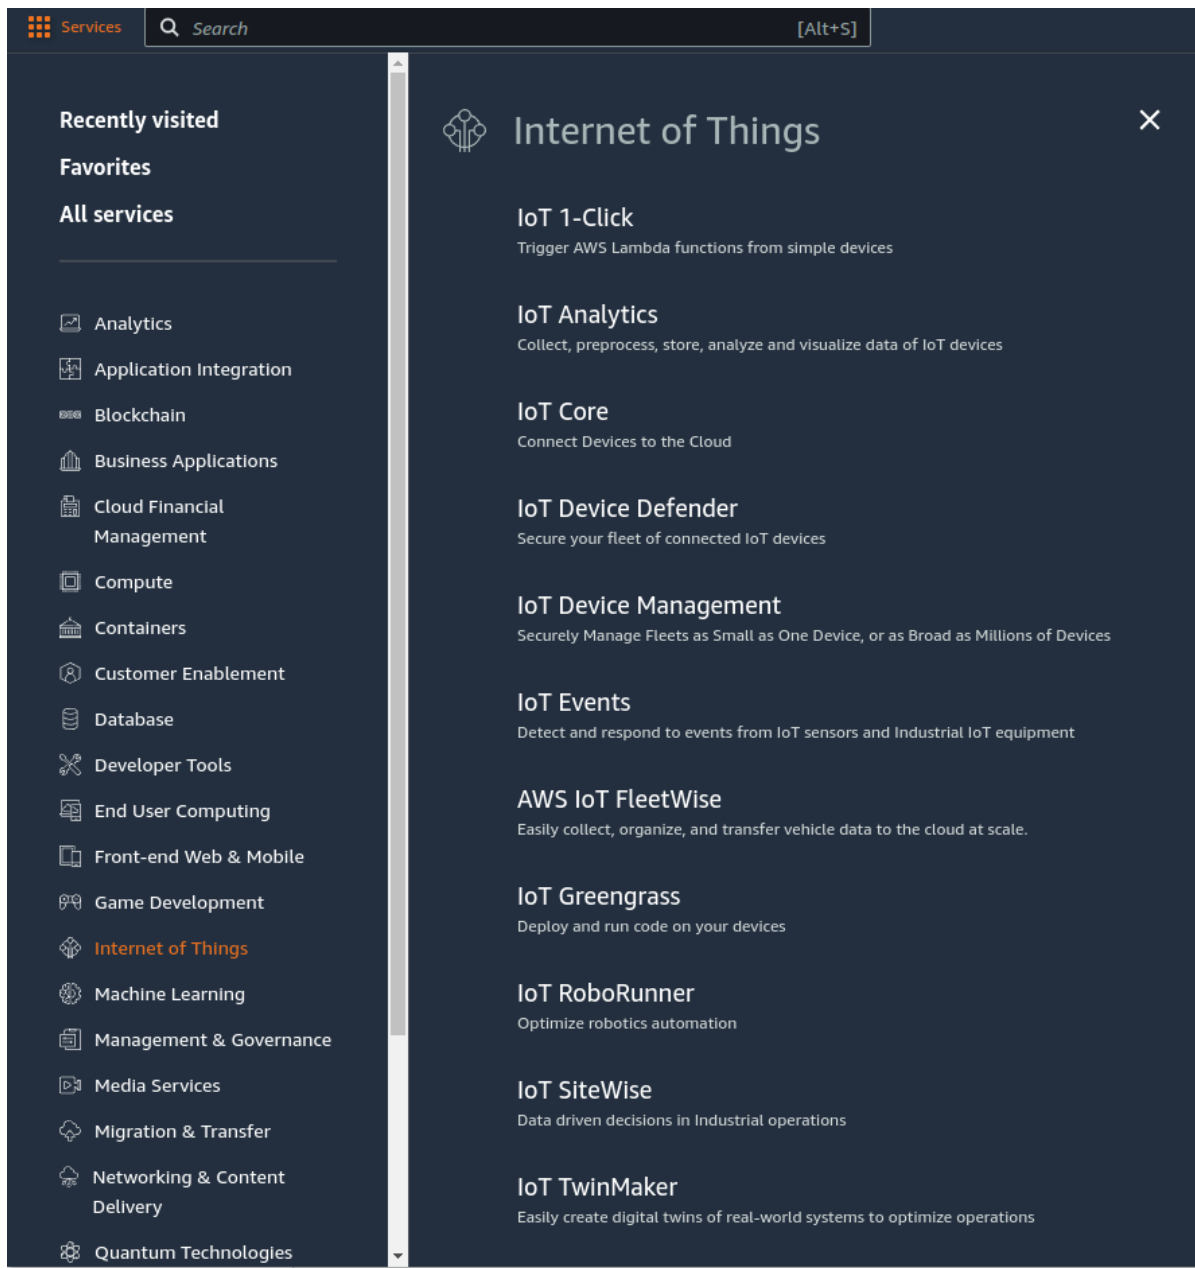 Services
Search
[Alt+S]
Recently visited
Favorites
All services
Analytics
Application Integration
Blockchain
Business Applications
Cloud Financial
Management
Compute
Containers
Customer Enablement
Database
Developer Tools
End User Computing
Front-end Web & Mobile
Game Development
Internet of Things
Machine Learning
Management & Governance
Media Services
Migration & Transfer
Networking & Content
Delivery
Quantum Technologies
Internet of Things
IoT 1-Click
Trigger AWS Lambda functions from simple devices
IoT Analytics
Collect, preprocess, store, analyze and visualize data of IoT devices
IoT Core
Connect Devices to the Cloud
IoT Device Defender
Secure your fleet of connected IoT devices
IoT Device Management
Securely Manage Fleets as Small as One Device, or as Broad as Millions of Devices
IoT Events
Detect and respond to events from IoT sensors and Industrial IoT equipment
AWS IoT FleetWise
Easily collect, organize, and transfer vehicle data to the cloud at scale.
IoT Greengrass
Deploy and run code on your devices
IoT RoboRunner
Optimize robotics automation
IoT SiteWise
Data driven decisions in Industrial operations
IoT TwinMaker
Easily create digital twins of real-world systems to optimize operations